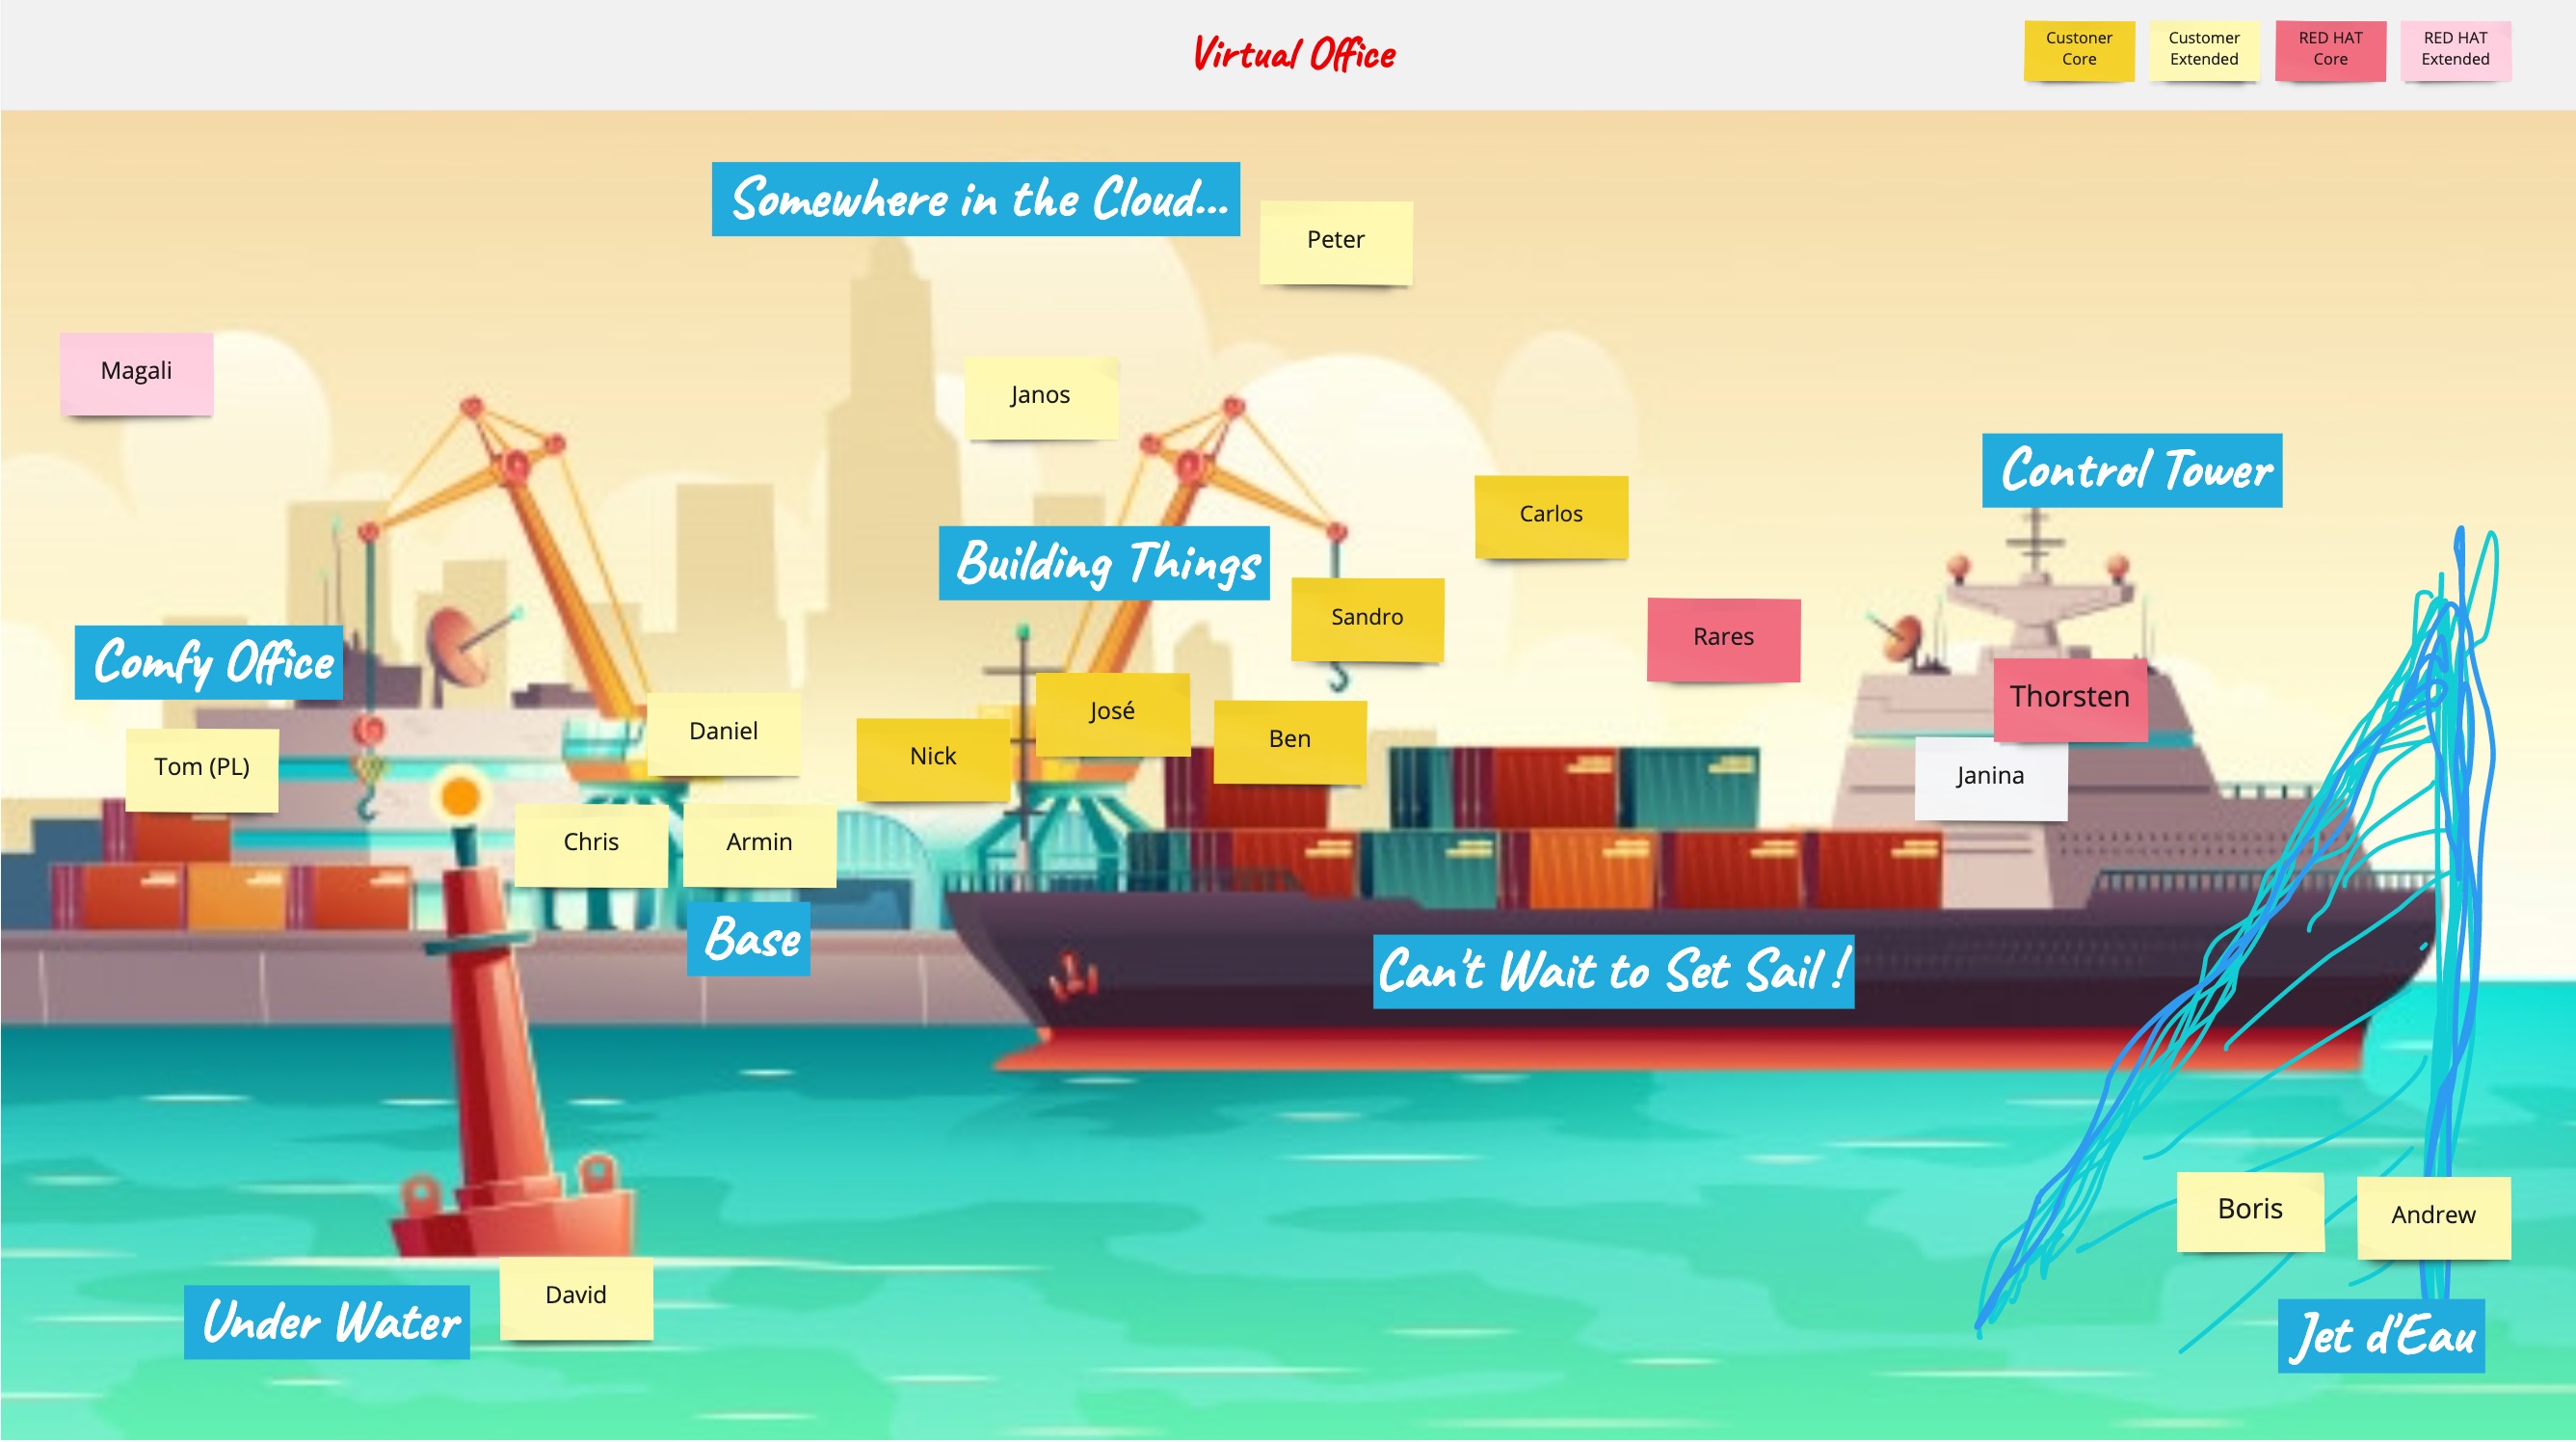 Virtual Office
Custoner
Core
Customer
Extended
RED HAT
Core
RED HAT
Extended
Somewhere in the Cloud...
Peter
Magali
Janos
Control Tower
Carlos
Building Things
Sandro
Rares
Comfy Office
Thorsten
José
Daniel
Ben
Nick
Tom (PL)
Janina
Chris
Armin
Base
Can't Wait to Set Sail !
Boris
Andrew
David
Under Water
Jet d'Eau